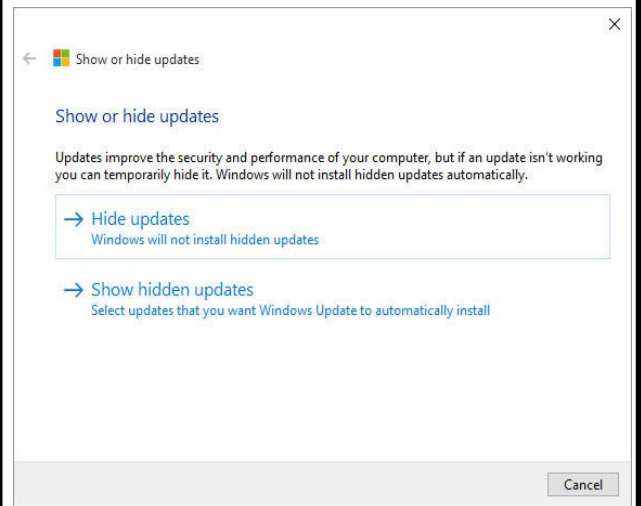 Show or hide updates
Show or hide updates
Updates improve the security and performance of your computer, but if an update isn't working
you can temporarily hide it. Windows will not install hidden updates automatically.
Hide updates
Windows will not install hidden updates
Show hidden updates
Select updates that you want Windows Update to automatically install
Cancel